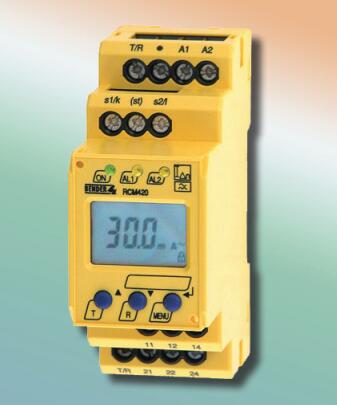 T/R • A1 A2
s1/k (st) s2/l
ON AL1 AL2
BENDER RCM420
30.0 m A~
T R MENU
11 12 14
T/R 21 22 24